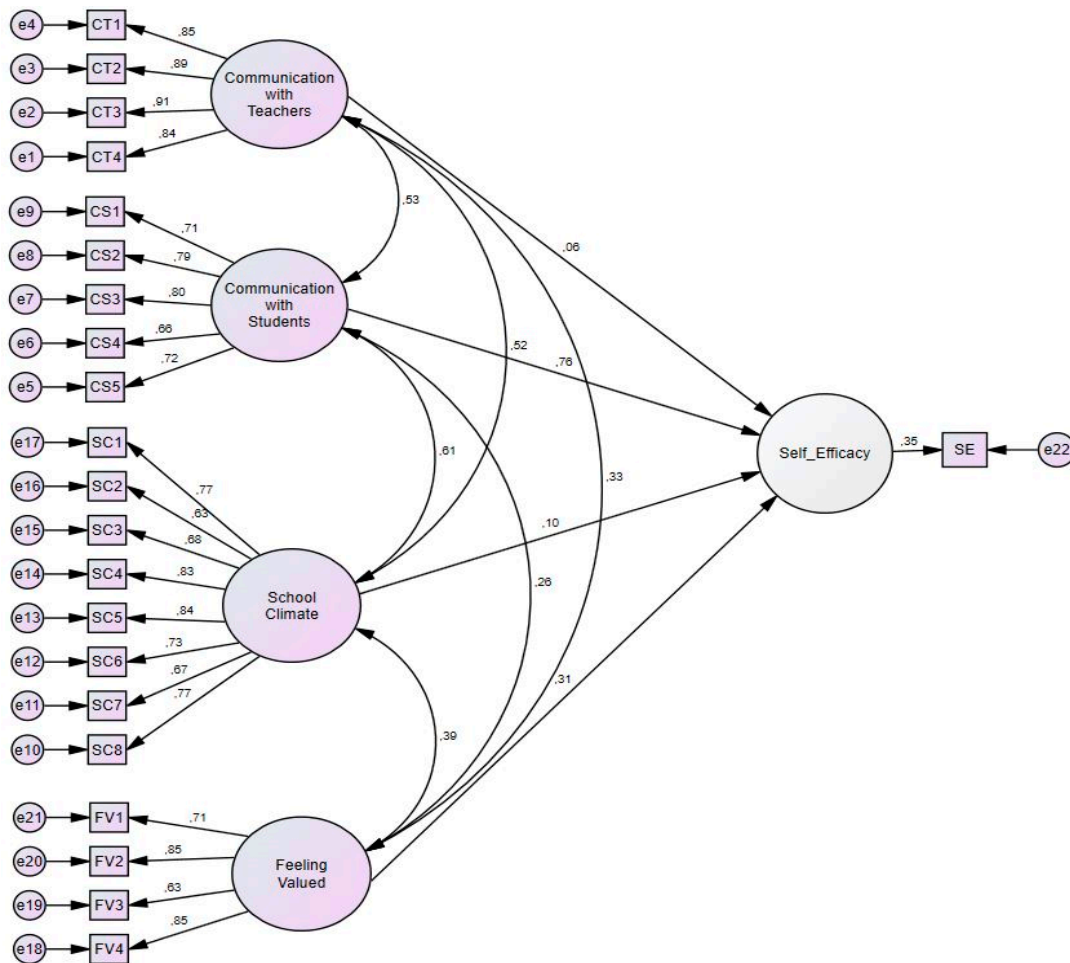 e4 CT1 ,85
e3 CT2 ,89
e2 CT3 ,91
e1 CT4 ,84
Communication
with
Teachers
e9 CS1 ,71
e8 CS2 ,79
e7 CS3 ,80
e6 CS4 ,66
e5 CS5 ,72
Communication
with
Students
e17 SC1 ,77
e16 SC2 ,63
e15 SC3 ,68
e14 SC4 ,83
e13 SC5 ,84
e12 SC6 ,73
e11 SC7 ,67
e10 SC8 ,77
School
Climate
e21 FV1 ,71
e20 FV2 ,85
e19 FV3 ,63
e18 FV4 ,85
Feeling
Valued
,53
,06
,52
,76
,61
,33
,10
,26
,31
,39
Self_Efficacy
,35
SE
e22